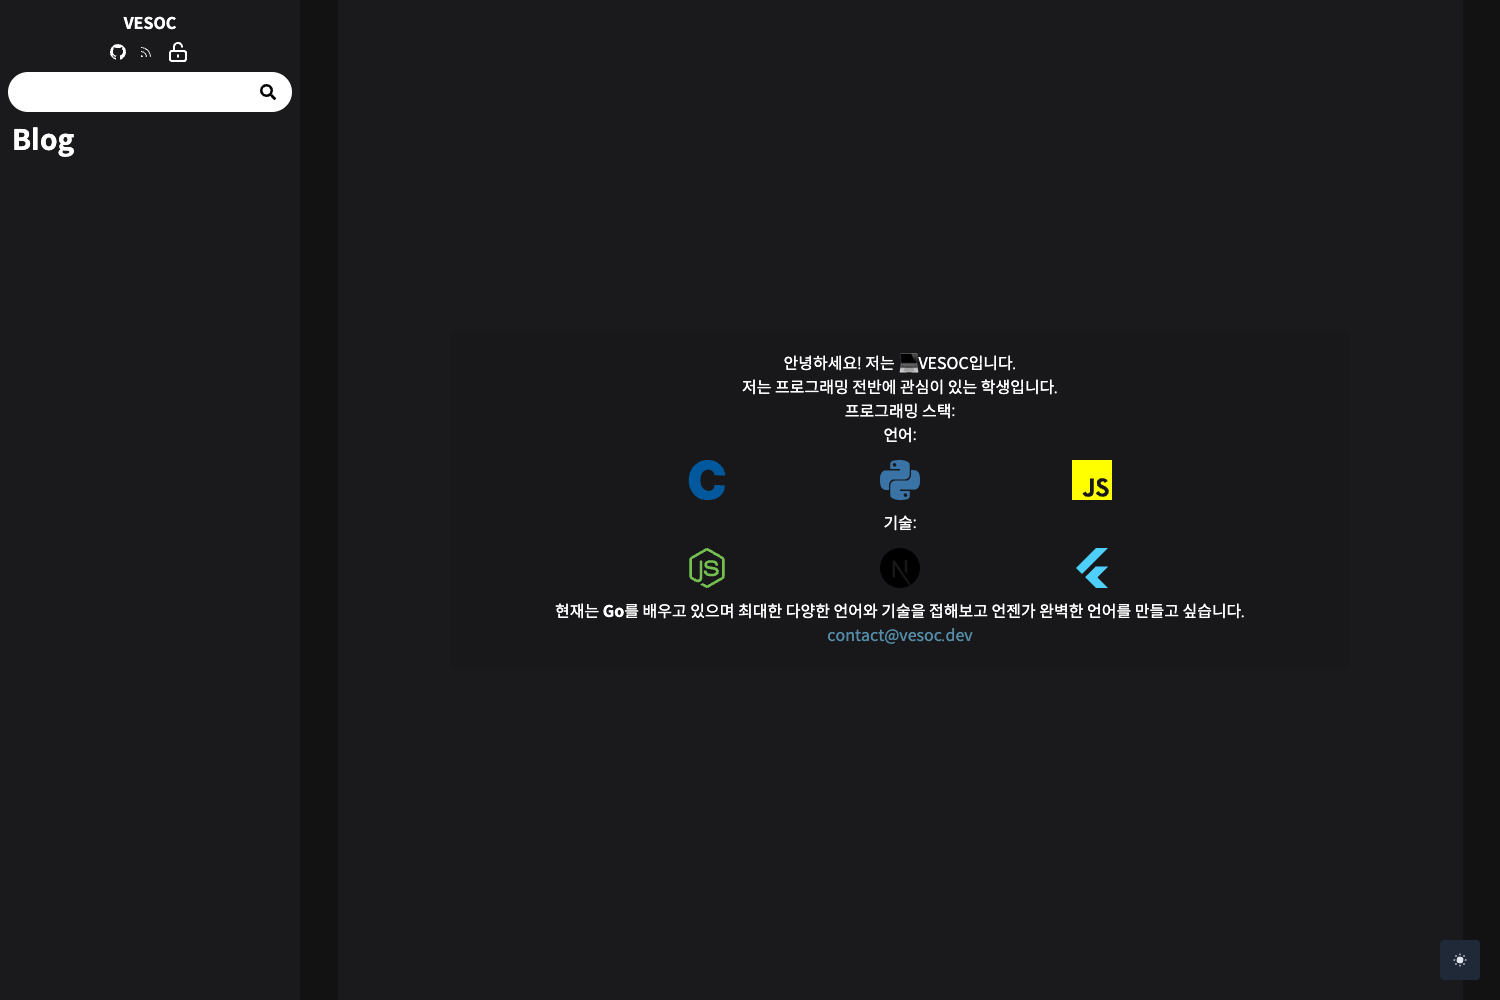 VESOC
Blog
안녕하세요! 저는 💻VESOC입니다.
저는 프로그래밍 전반에 관심이 있는 학생입니다.
프로그래밍 스택:
언어:
C
JS
기술:
JS
N
현재는 Go를 배우고 있으며 최대한 다양한 언어와 기술을 접해보고 언젠가 완벽한 언어를 만들고 싶습니다.
contact@vesoc.dev